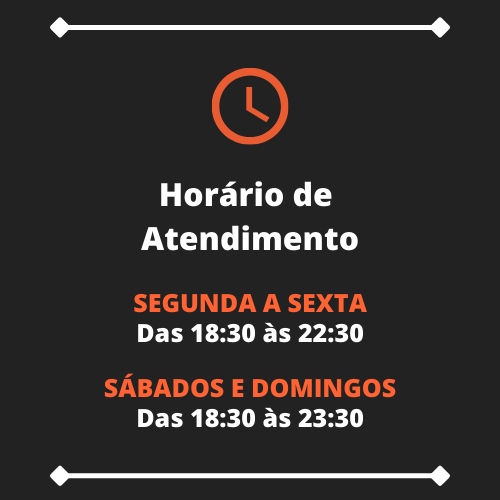 Horário de
Atendimento
SEGUNDA A SEXTA
Das 18:30 às 22:30
SÁBADOS E DOMINGOS
Das 18:30 às 23:30